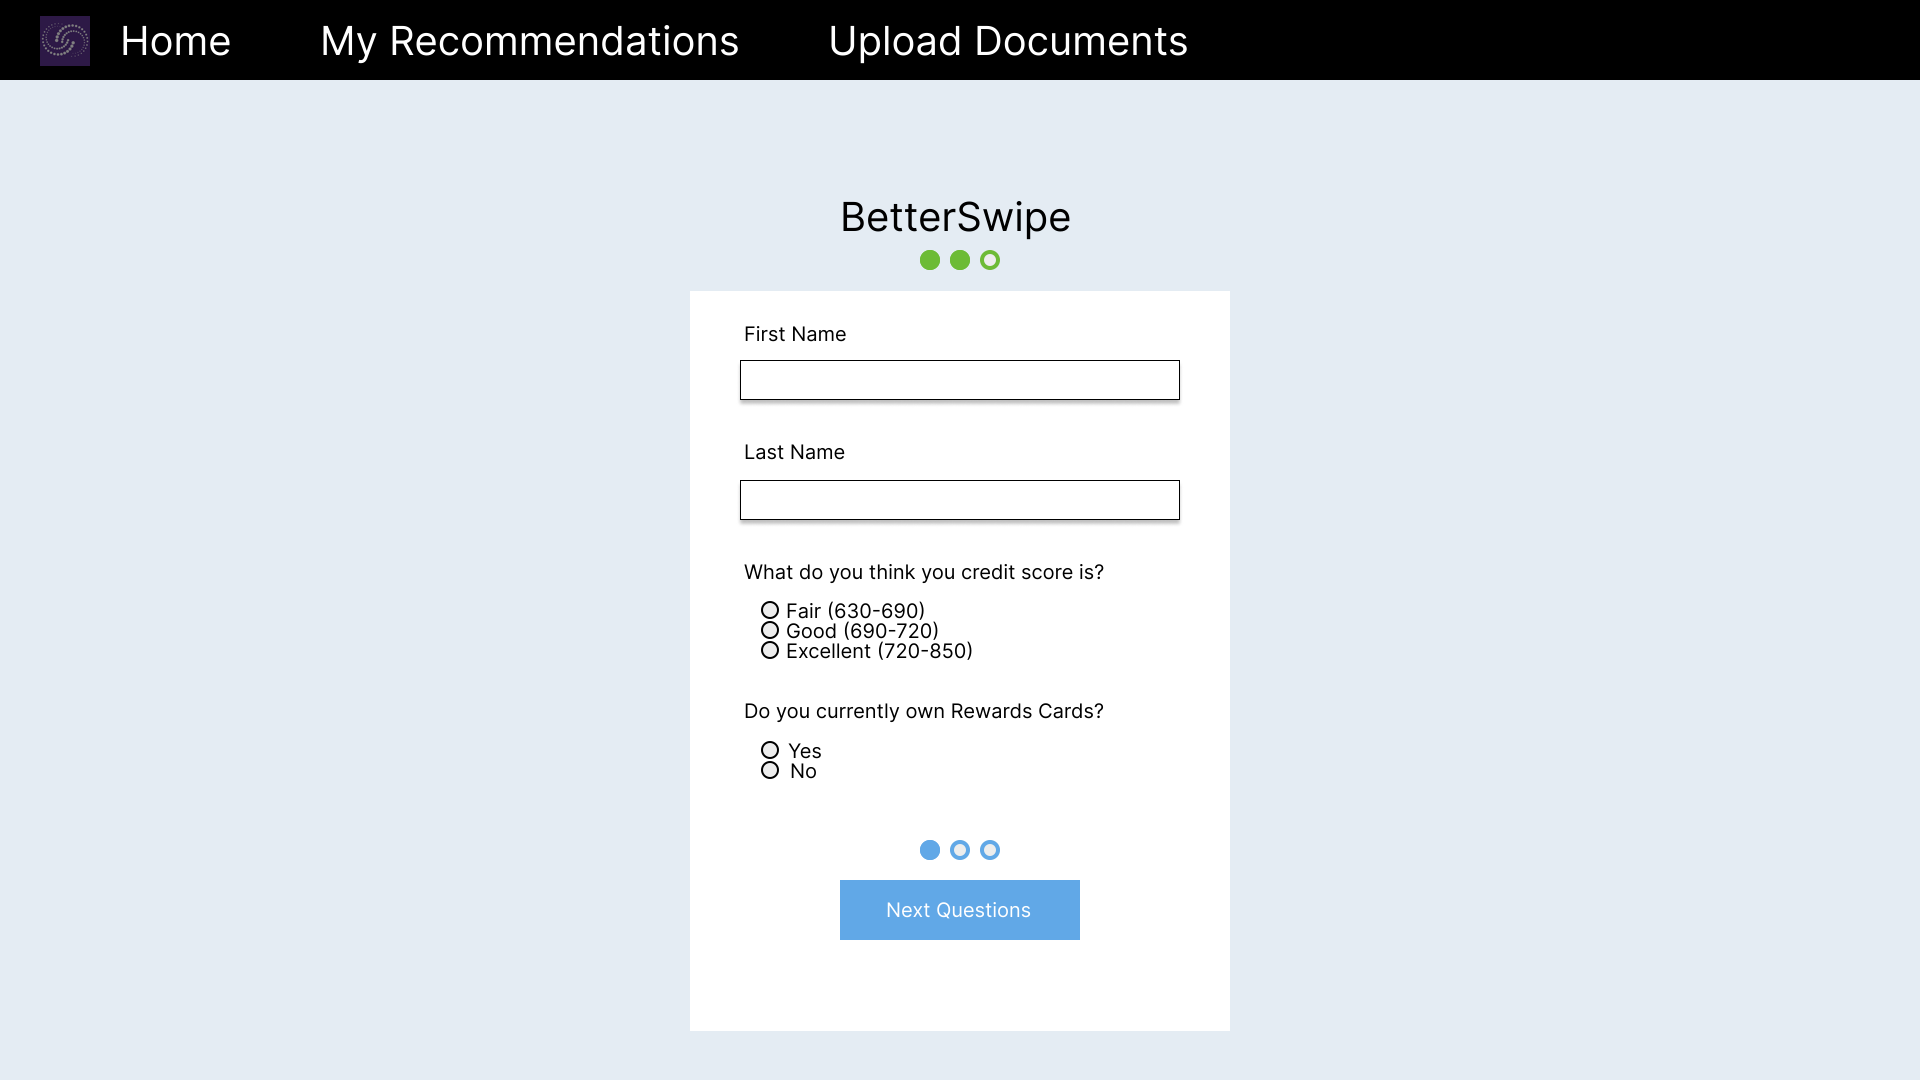 Home
My Recommendations
Upload Documents
BetterSwipe
First Name
Last Name
What do you think you credit score is?
Fair (630-690)
Good (690-720)
Excellent (720-850)
Do you currently own Rewards Cards?
Yes
No
Next Questions